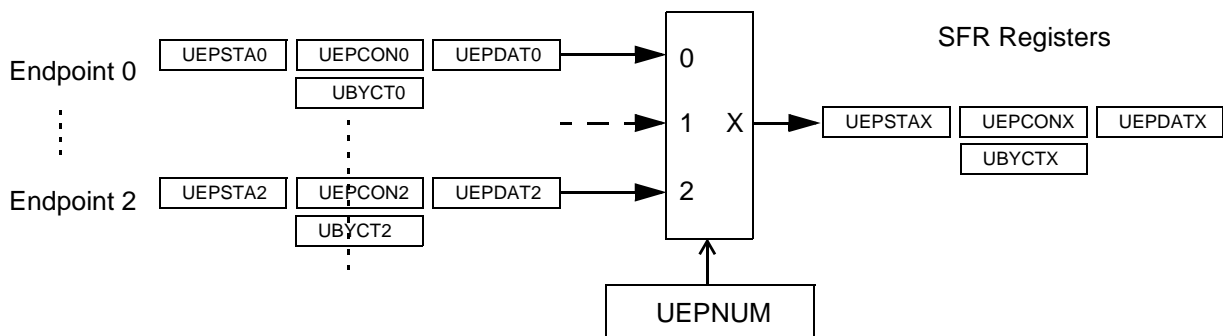 SFR Registers
Endpoint 0 UEPSTA0 UEPCON0 UEPDAT0 0
UBYCT0
1 X UEPSTAX UEPCONX UEPDATX
UBYCTX
Endpoint 2 UEPSTA2 UEPCON2 UEPDAT2 2
UBYCT2
UEPNUM